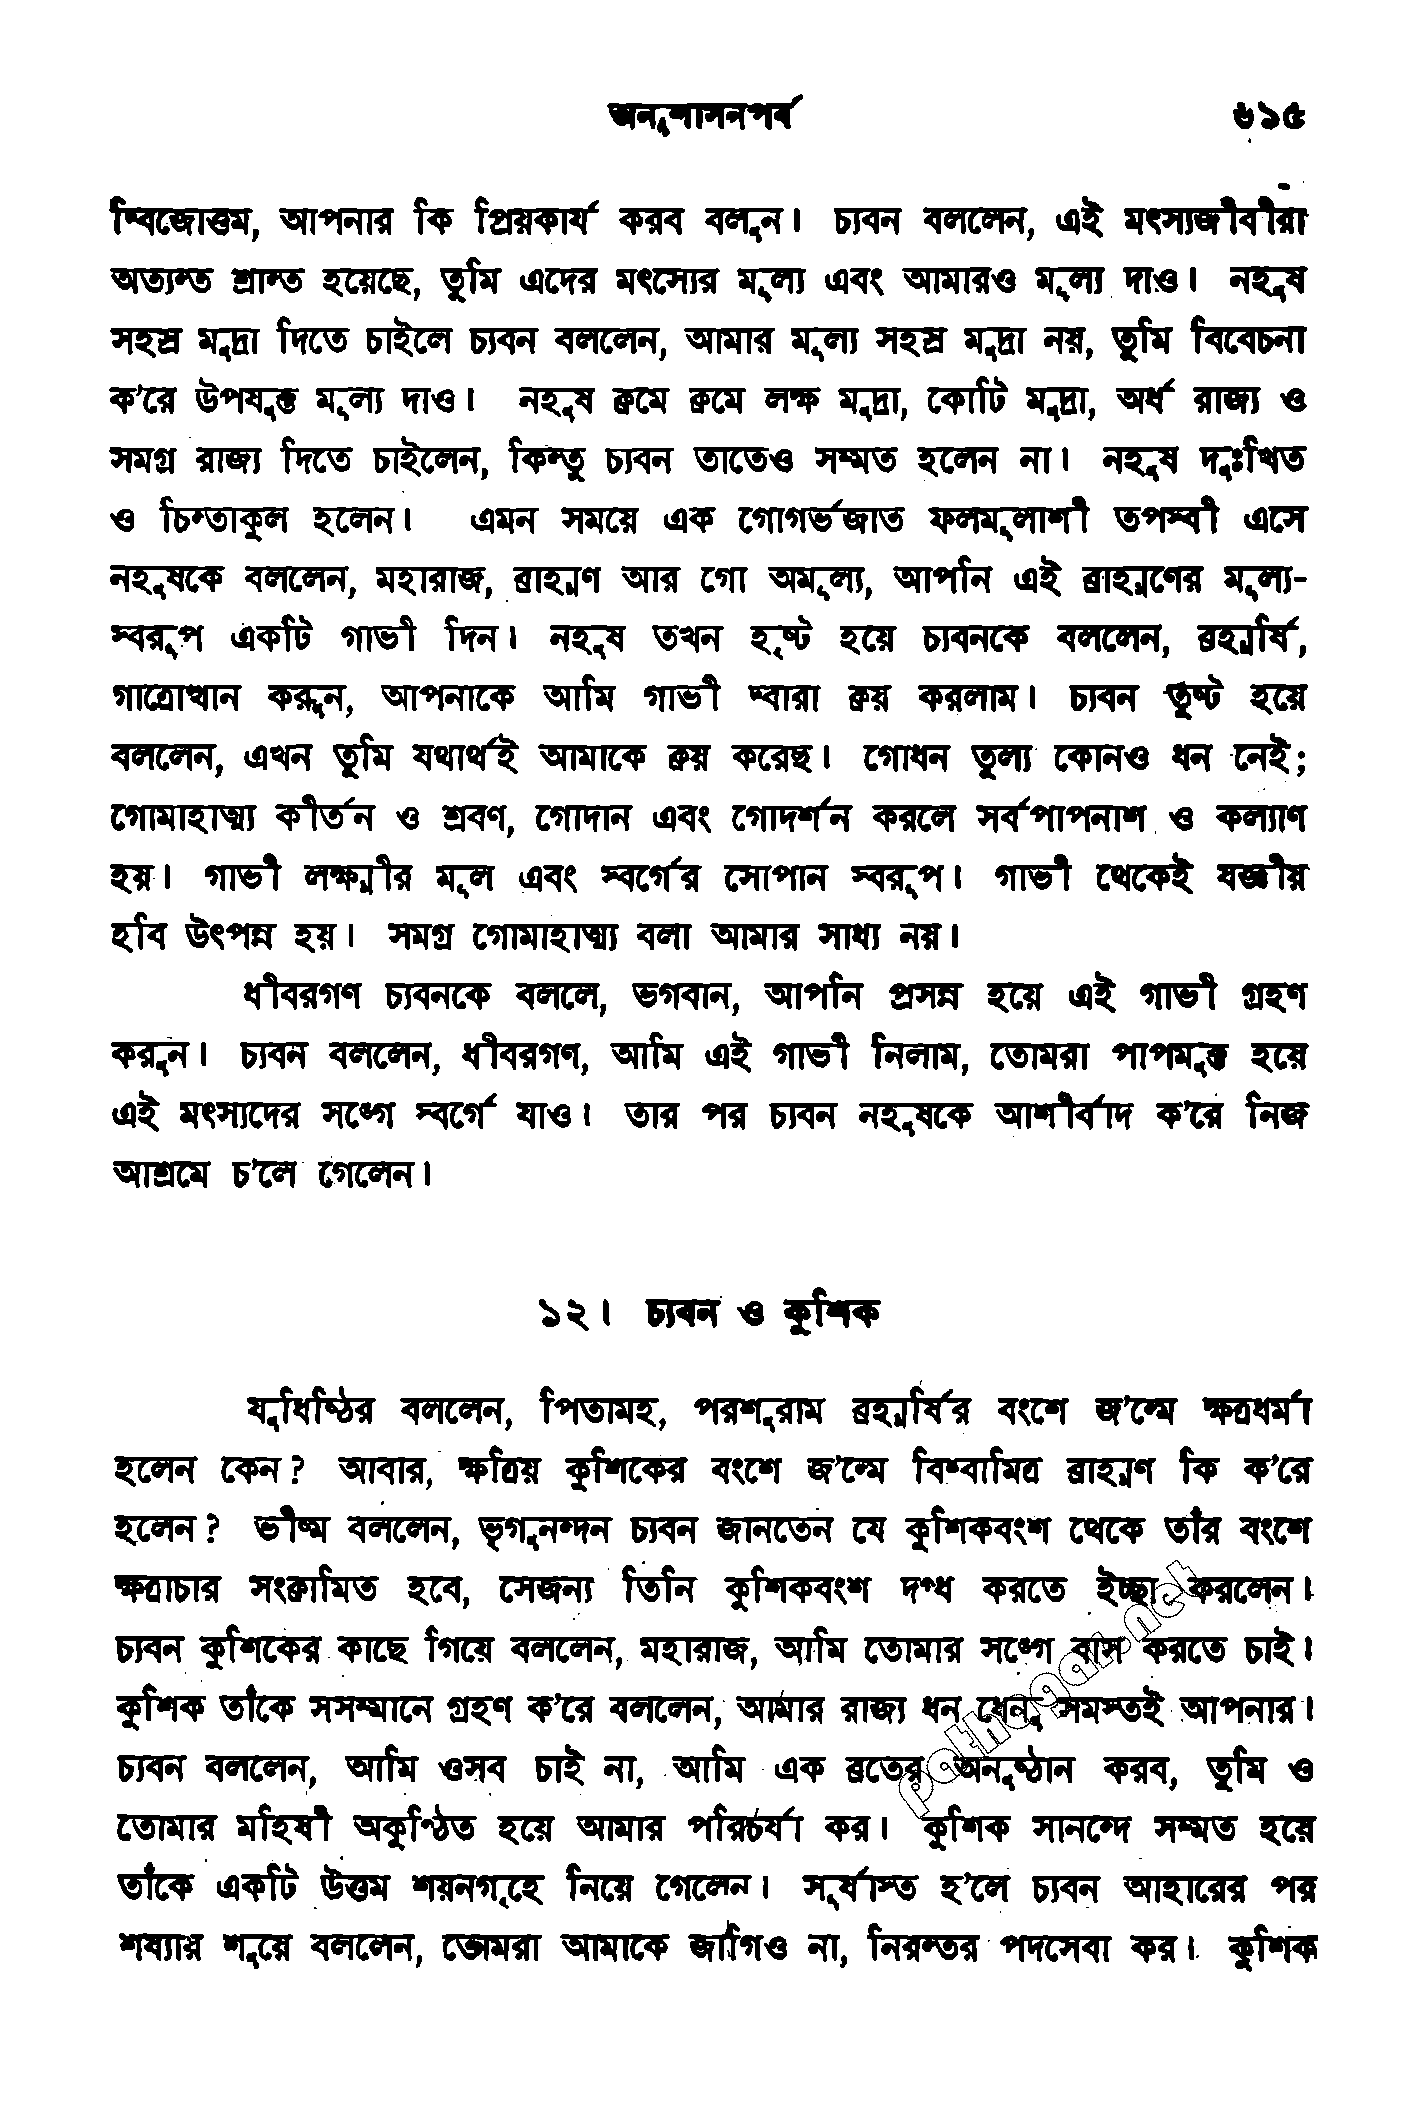 অনুশাসনপর্ব ৬১৫
দ্বিজোত্তম, আপনার কি প্রিয়কার্য করব বলুন। চ্যবন বললেন, এই মৎস্যজীবীরা
অত্যন্ত শ্রান্ত হয়েছে, তুমি এদের মৎস্যের মূল্য এবং আমারও মূল্য দাও। নহুষ
সহস্র মুদ্রা দিতে চাইলে চ্যবন বললেন, আমার মূল্য সহস্র মুদ্রা নয়, তুমি বিবেচনা
ক'রে উপযুক্ত মূল্য দাও। নহুষ ক্রমে ক্রমে লক্ষ মুদ্রা, কোটি মুদ্রা, অর্ধ রাজ্য ও
সমগ্র রাজ্য দিতে চাইলেন, কিন্তু চ্যবন তাতেও সম্মত হলেন না। নহুষ দুঃখিত
ও চিন্তাকুল হলেন। এমন সময়ে এক গোগর্ভজাত ফলমূলাশী তপস্বী এসে
নহুষকে বললেন, মহারাজ, ব্রাহ্মণ আর গো অমূল্য, আপনি এই ব্রাহ্মণের মূল্য-
স্বরূপ একটি গাভী দিন। নহুষ তখন হৃষ্ট হয়ে চ্যবনকে বললেন, ব্রহ্মর্ষি,
গাত্রোত্থান করুন, আপনাকে আমি গাভী দ্বারা ক্রয় করলাম। চ্যবন তুষ্ট হয়ে
বললেন, এখন তুমি যথার্থই আমাকে ক্রয় করেছ। গোধন তুল্য কোনও ধন নেই;
গোমাহাত্ম্য কীর্তন ও শ্রবণ, গোদান এবং গোদর্শন করলে সর্বপাপনাশ ও কল্যাণ
হয়। গাভী লক্ষ্মীর মূল এবং স্বর্গের সোপান স্বরূপ। গাভী থেকেই যজ্ঞীয়
হবি উৎপন্ন হয়। সমগ্র গোমাহাত্ম্য বলা আমার সাধ্য নয়।
ধীবরগণ চ্যবনকে বললে, ভগবান, আপনি প্রসন্ন হয়ে এই গাভী গ্রহণ
করুন। চ্যবন বললেন, ধীবরগণ, আমি এই গাভী নিলাম, তোমরা পাপমুক্ত হয়ে
এই মৎস্যদের সঙ্গে স্বর্গে যাও। তার পর চ্যবন নহুষকে আশীর্বাদ ক'রে নিজ
আশ্রমে চ'লে গেলেন।
১২। চ্যবন ও কুশিক
যুধিষ্ঠির বললেন, পিতামহ, পরশুরাম ব্রহ্মর্ষির বংশে জ'ন্মে ক্ষত্রধর্মা
হলেন কেন? আবার, ক্ষত্রিয় কুশিকের বংশে জ'ন্মে বিশ্বামিত্র ব্রাহ্মণ কি ক'রে
হলেন? ভীষ্ম বললেন, ভৃগুনন্দন চ্যবন জানতেন যে কুশিকবংশ থেকে তাঁর বংশে
ক্ষত্রাচার সংক্রামিত হবে, সেজন্য তিনি কুশিকবংশ দগ্ধ করতে ইচ্ছা করলেন।
চ্যবন কুশিকের কাছে গিয়ে বললেন, মহারাজ, আমি তোমার সঙ্গে বাস করতে চাই।
কুশিক তাঁকে সসম্মানে গ্রহণ ক'রে বললেন, আমার রাজ্য ধন ধেনু সমস্তই আপনার।
চ্যবন বললেন, আমি ওসব চাই না, আমি এক ব্রতের অনুষ্ঠান করব, তুমি ও
তোমার মহিষী অকুণ্ঠিত হয়ে আমার পরিচর্যা কর। কুশিক সানন্দে সম্মত হয়ে
তাঁকে একটি উত্তম শয়নগৃহে নিয়ে গেলেন। সূর্যাস্ত হ'লে চ্যবন আহারের পর
শয্যায় শুয়ে বললেন, তোমরা আমাকে জাগিও না, নিরন্তর পদসেবা কর। কুশিক
pathagar.net